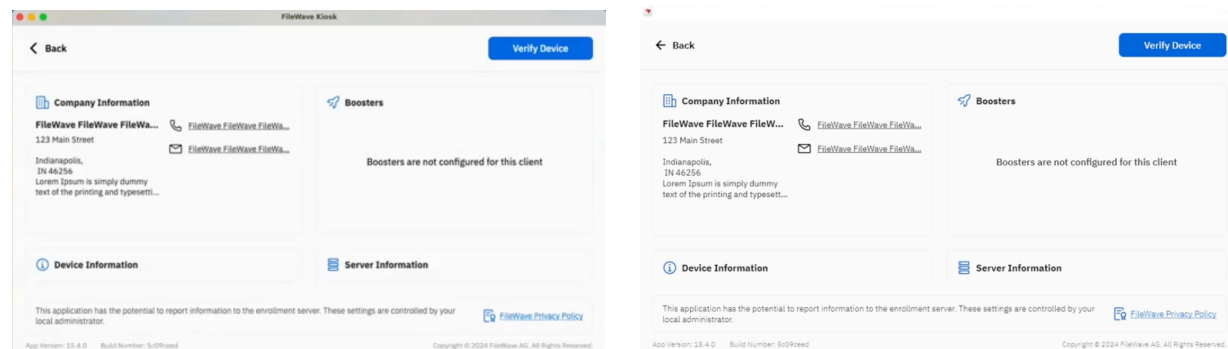 FileWave Kiosk
Back
Verify Device
Company Information
FileWave FileWave FileWa...
123 Main Street
Indianapolis,
IN 46256
Lorem Ipsum is simply dummy
text of the printing and typesetti...
FileWave FileWave FileWa...
FileWave FileWave FileWa...
Boosters
Boosters are not configured for this client
Device Information
Server Information
This application has the potential to report information to the enrollment server. These settings are controlled by your
local administrator.
FileWave Privacy Policy
App Version: 15.4.0 Build Number: 5c09ceed
Copyright © 2024 FileWave AG. All Rights Reserved.
Back
Verify Device
Company Information
FileWave FileWave FileW...
123 Main Street
Indianapolis,
IN 46256
Lorem Ipsum is simply dummy
text of the printing and typesett...
FileWave FileWave FileWa...
FileWave FileWave FileWa...
Boosters
Boosters are not configured for this client
Device Information
Server Information
This application has the potential to report information to the enrollment server. These settings are controlled by your
local administrator.
FileWave Privacy Policy
App Version: 15.4.0 Build Number: 5c09ceed
Copyright © 2024 FileWave AG. All Rights Reserved.